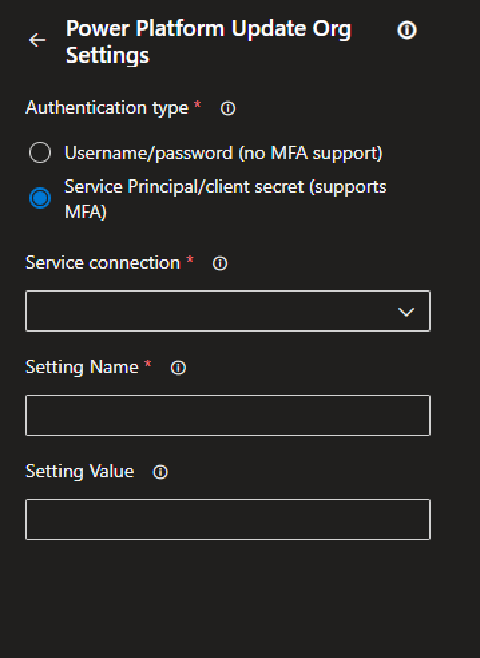 Power Platform Update Org
Settings
Authentication type *
Username/password (no MFA support)
Service Principal/client secret (supports
MFA)
Service connection *
Setting Name *
Setting Value